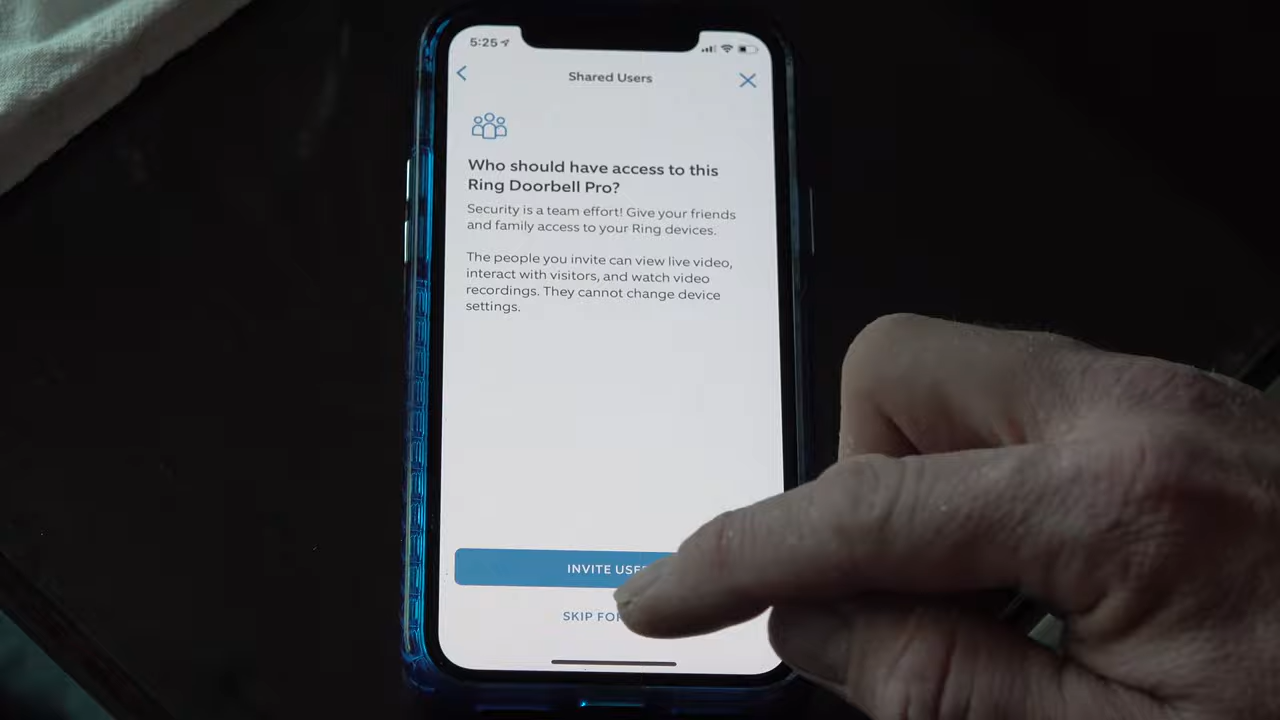 5:25
Shared Users
Who should have access to this
Ring Doorbell Pro?
Security is a team effort! Give your friends
and family access to your Ring devices.
The people you invite can view live video,
interact with visitors, and watch video
recordings. They cannot change device
settings.
INVITE
SKIP